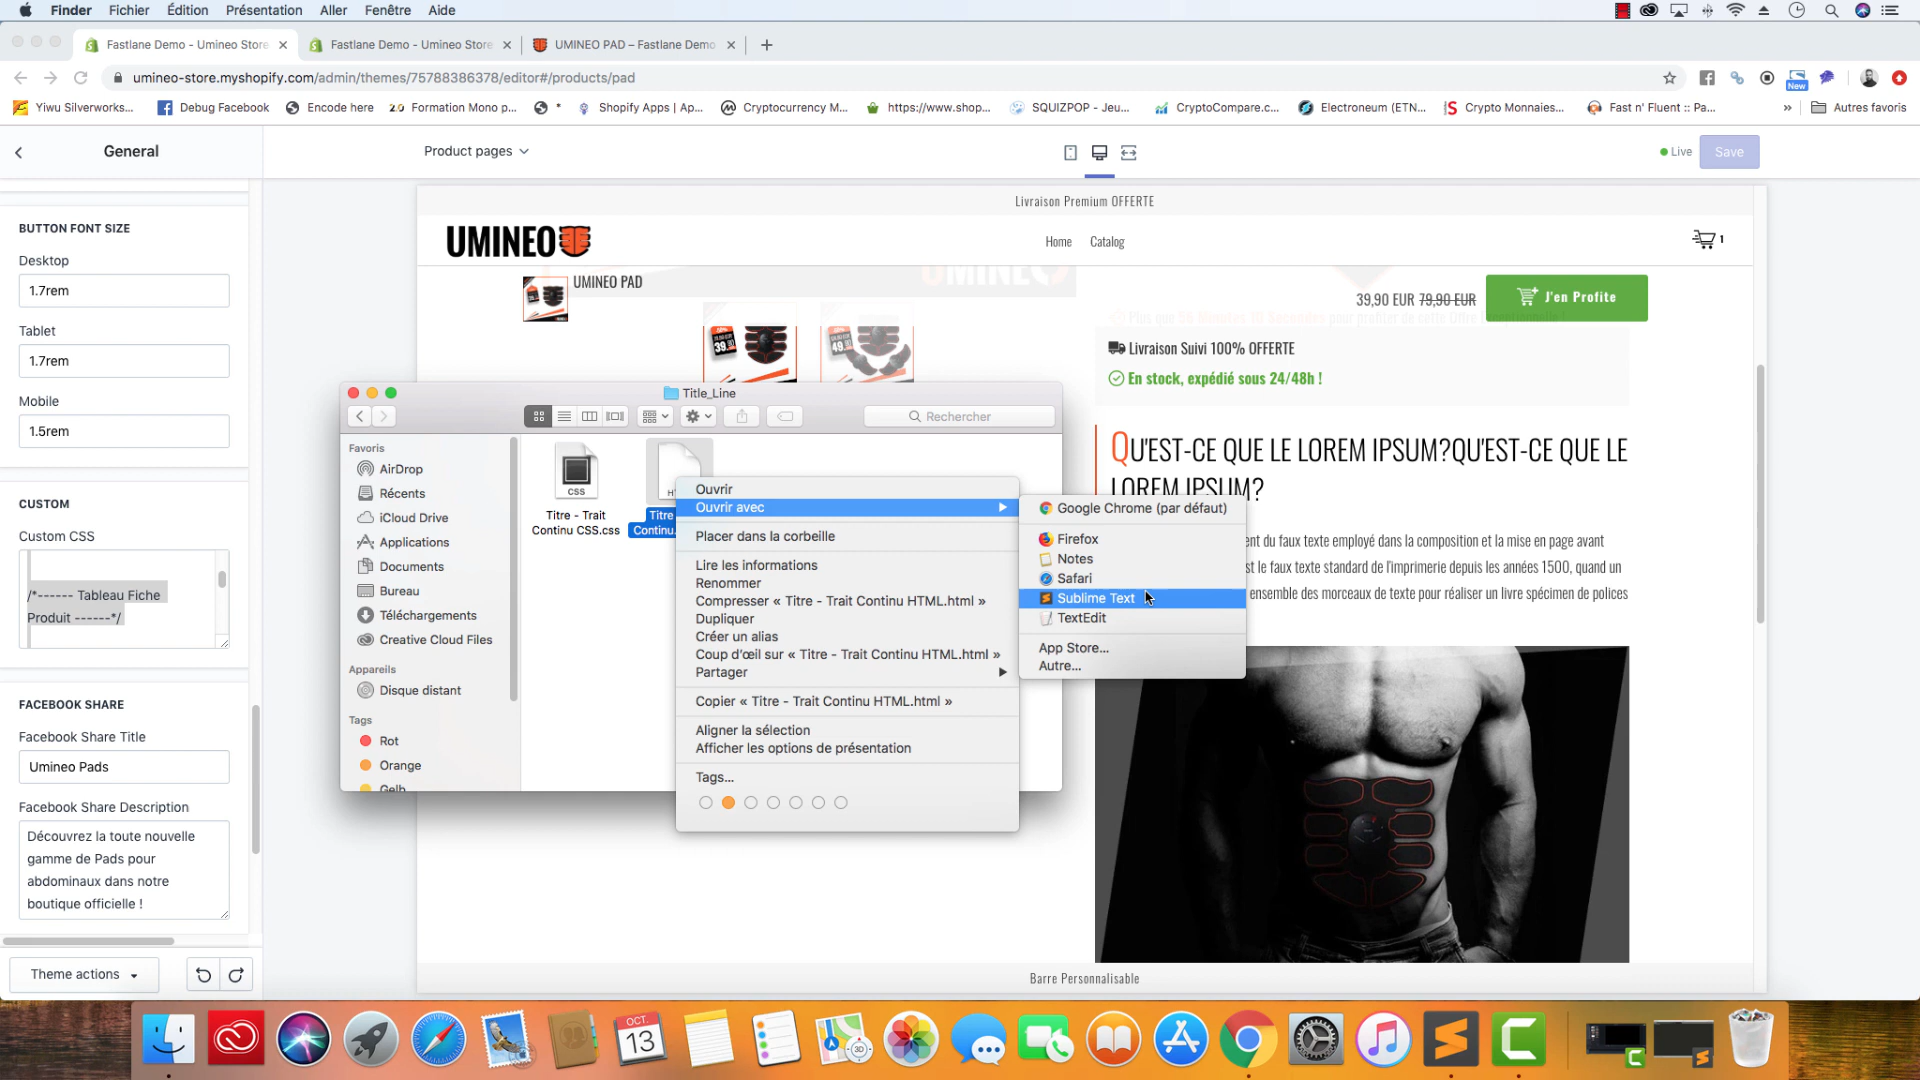 Finder Fichier Édition Présentation Aller Fenêtre Aide
Fastlane Demo - Umineo Store
Fastlane Demo - Umineo Store
UMINEO PAD – Fastlane Demo
umineo-store.myshopify.com/admin/themes/75788386378/editor#/products/pad
New
Yiwu Silverworks...
Debug Facebook
Encode here
2.0 Formation Mono p...
*
Shopify Apps | Ap...
Cryptocurrency M...
https://www.shop...
SQUIZPOP - Jeu...
CryptoCompare.c...
Electroneum (ETN...
Crypto Monnaies...
Fast n' Fluent :: Pa...
»
Autres favoris
General
Product pages
Live
Save
BUTTON FONT SIZE
Desktop
1.7rem
Tablet
1.7rem
Mobile
1.5rem
CUSTOM
Custom CSS
/*------ Tableau Fiche
Produit ------*/
FACEBOOK SHARE
Facebook Share Title
Umineo Pads
Facebook Share Description
Découvrez la toute nouvelle
gamme de Pads pour
abdominaux dans notre
boutique officielle !
Theme actions
Livraison Premium OFFERTE
UMINEO
Home
Catalog
1
UMINEO PAD
39,90 EUR 79,90 EUR
J'en Profite
Livraison Suivi 100% OFFERTE
En stock, expédié sous 24/48h !
QU'EST-CE QUE LE LOREM IPSUM?QU'EST-CE QUE LE
LOREM IPSUM?
ent du faux texte employé dans la composition et la mise en page avant
st le faux texte standard de l'imprimerie depuis les années 1500, quand un
ensemble des morceaux de texte pour réaliser un livre spécimen de polices
Barre Personnalisable
Title_Line
Rechercher
Favoris
AirDrop
Récents
iCloud Drive
Applications
Documents
Bureau
Téléchargements
Creative Cloud Files
Appareils
Disque distant
Tags
Rot
Orange
Gelb
CSS
Titre - Trait
Continu CSS.css
Titre
Continu.
Ouvrir
Ouvrir avec
Placer dans la corbeille
Lire les informations
Renommer
Compresser « Titre - Trait Continu HTML.html »
Dupliquer
Créer un alias
Coup d'œil sur « Titre - Trait Continu HTML.html »
Partager
Copier « Titre - Trait Continu HTML.html »
Aligner la sélection
Afficher les options de présentation
Tags...
Google Chrome (par défaut)
Firefox
Notes
Safari
Sublime Text
TextEdit
App Store...
Autre...
OCT.
13
3D